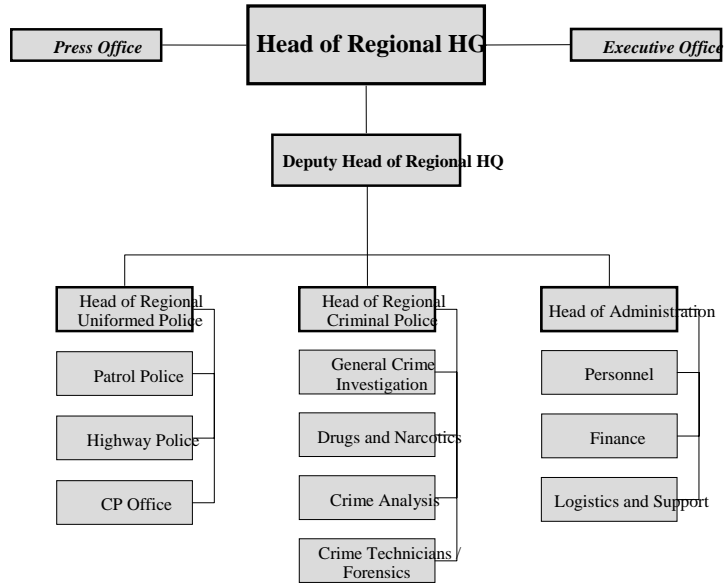 Press Office
Head of Regional HG
Executive Office
Deputy Head of Regional HQ
Head of Regional
Uniformed Police
Head of Regional
Criminal Police
Head of Administration
Patrol Police
General Crime
Investigation
Personnel
Highway Police
Drugs and Narcotics
Finance
CP Office
Crime Analysis
Logistics and Support
Crime Technicians /
Forensics